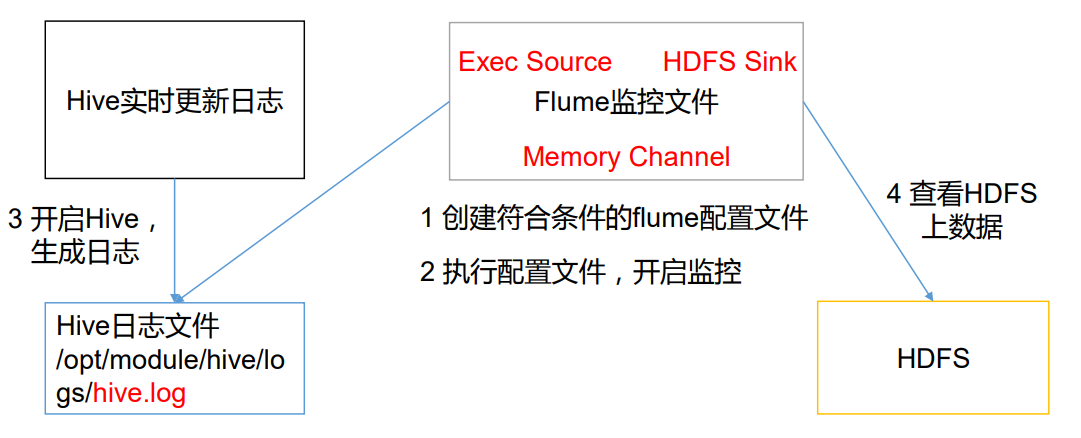 Hive实时更新日志
Exec Source
HDFS Sink
Flume监控文件
Memory Channel
3 开启Hive，
生成日志
1 创建符合条件的flume配置文件
2 执行配置文件，开启监控
4 查看HDFS
上数据
Hive日志文件
/opt/module/hive/lo
gs/hive.log
HDFS